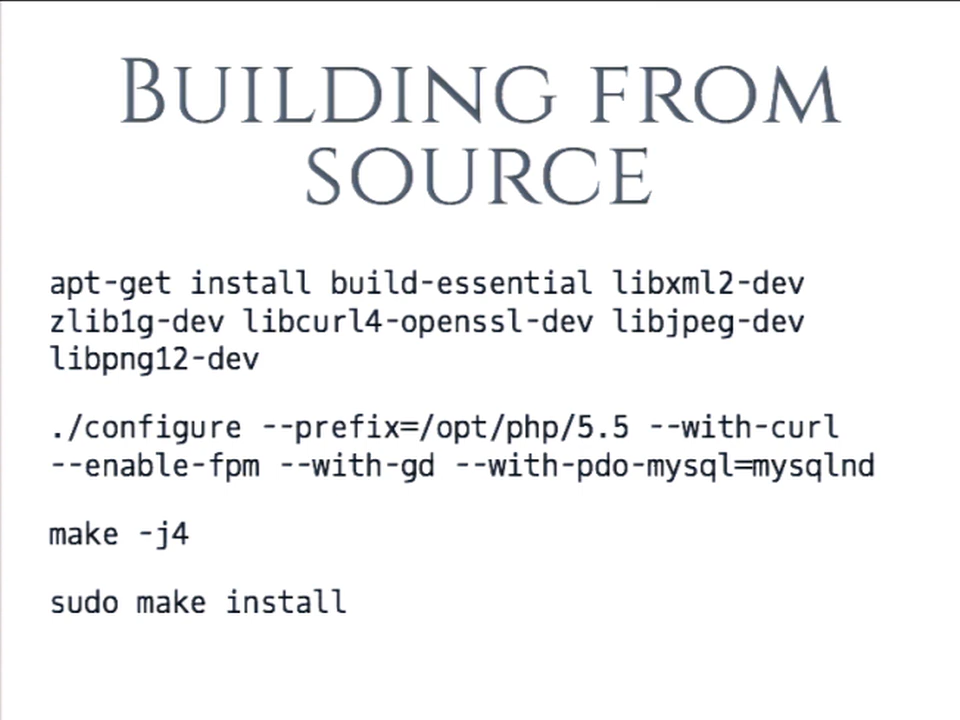 Building from
source
apt-get install build-essential libxml2-dev
zlib1g-dev libcurl4-openssl-dev libjpeg-dev
libpng12-dev
./configure --prefix=/opt/php/5.5 --with-curl
--enable-fpm --with-gd --with-pdo-mysql=mysqlnd
make -j4
sudo make install